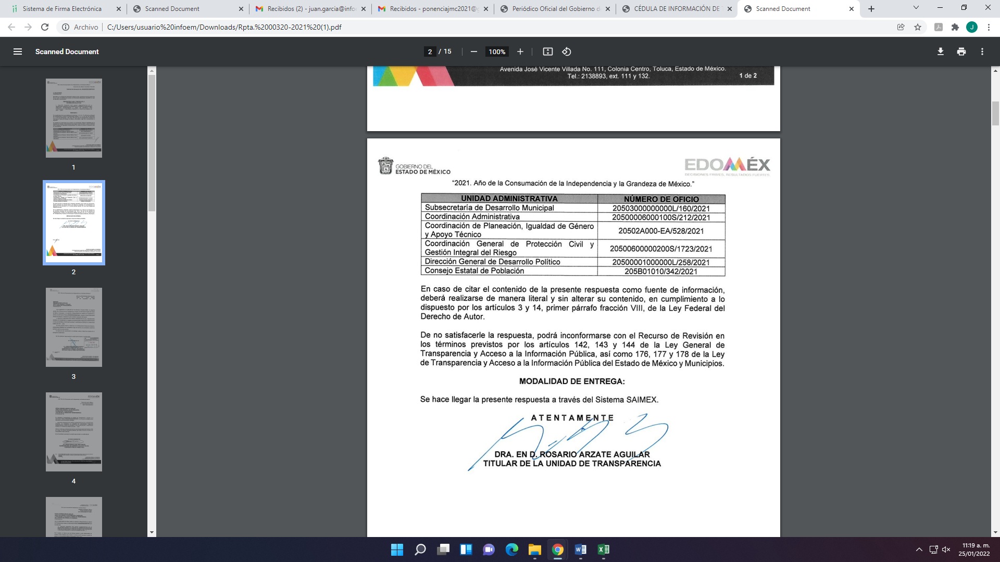 Sistema de Firma Electrónica
Scanned Document
Recibidos (2) - juan.garcia@info
Recibidos - ponenciajmc2021@
Periódico Oficial del Gobierno d
CÉDULA DE INFORMACIÓN DE
Scanned Document
Archivo
C:/Users/usuario%20infoem/Downloads/Rpta.%2000320-2021%20(1).pdf
J
Scanned Document
2 / 15
100%
1
2
3
4
Avenida José Vicente Villada No. 111, Colonia Centro, Toluca, Estado de México.
Tel.: 2138893, ext. 111 y 132.
1 de 2
GOBIERNO DEL
ESTADO DE MÉXICO
EDOMÉX
DECISIONES FIRMES, RESULTADOS FUERTES.
“2021. Año de la Consumación de la Independencia y la Grandeza de México.”
UNIDAD ADMINISTRATIVA NÚMERO DE OFICIO
Subsecretaría de Desarrollo Municipal 20503000000000L/160/2021
Coordinación Administrativa 20500006000100S/212/2021
Coordinación de Planeación, Igualdad de Género
y Apoyo Técnico 20502A000-EA/528/2021
Coordinación General de Protección Civil y
Gestión Integral del Riesgo 20500600000200S/1723/2021
Dirección General de Desarrollo Político 20500001000000L/258/2021
Consejo Estatal de Población 205B01010/342/2021
En caso de citar el contenido de la presente respuesta como fuente de información,
deberá realizarse de manera literal y sin alterar su contenido, en cumplimiento a lo
dispuesto por los artículos 3 y 14, primer párrafo fracción VIII, de la Ley Federal del
Derecho de Autor.
De no satisfacerle la respuesta, podrá inconformarse con el Recurso de Revisión en
los términos previstos por los artículos 142, 143 y 144 de la Ley General de
Transparencia y Acceso a la Información Pública, así como 176, 177 y 178 de la Ley
de Transparencia y Acceso a la Información Pública del Estado de México y Municipios.
MODALIDAD DE ENTREGA:
Se hace llegar la presente respuesta a través del Sistema SAIMEX.
A T E N T A M E N T E
DRA. EN D. ROSARIO ARZATE AGUILAR
TITULAR DE LA UNIDAD DE TRANSPARENCIA
11:19 a. m.
25/01/2022